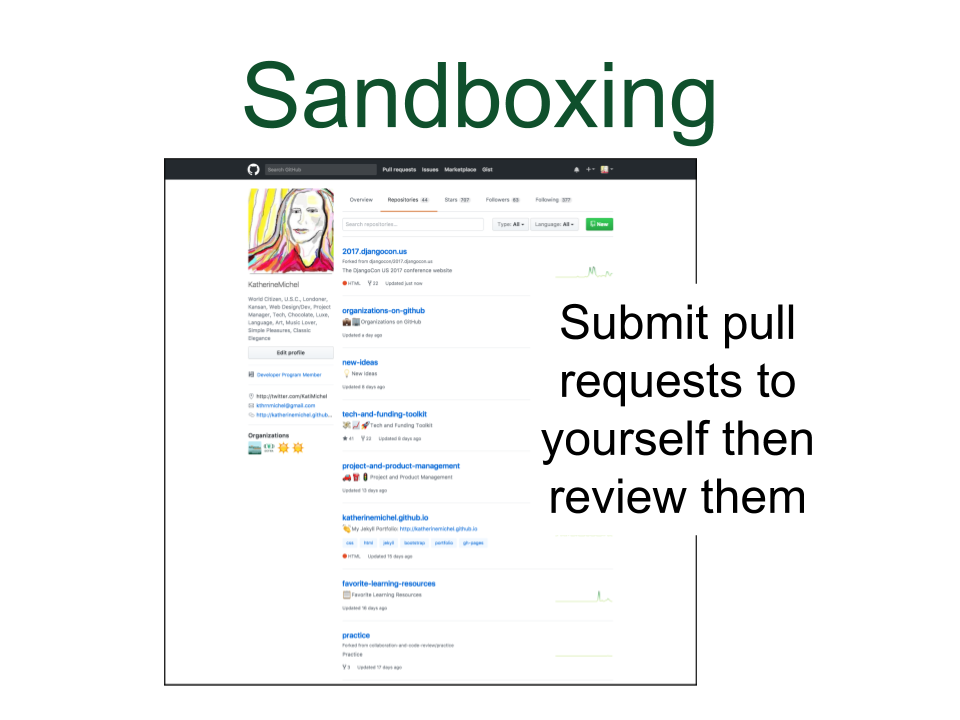 Sandboxing
Search GitHub
Pull requests Issues Marketplace Gist
Overview Repositories 44 Stars 702 Followers 83 Following 327
Search repositories...
Type: All Language: All New
2017.djangocon.us
Forked from djangocon/2017.djangocon.us
The DjangoCon US 2017 conference website
HTML 22 Updated just now
KatherineMichel
World Citizen, U.S.C., Londoner,
Kansan, Web Design/Dev, Project
Manager, Tech, Chocolate, Luxe,
Language, Art, Music Lover,
Simple Pleasures, Classic
Elegance
Edit profile
Developer Program Member
http://twitter.com/KatiMichel
kthrnmichel@gmail.com
http://katherinemichel.github...
Organizations
organizations-on-github
Organizations on GitHub
Updated a day ago
new-ideas
New Ideas
Updated 6 days ago
tech-and-funding-toolkit
Tech and Funding Toolkit
61 22 Updated 8 days ago
project-and-product-management
Project and Product Management
Updated 13 days ago
katherinemichel.github.io
My Jekyll Portfolio: http://katherinemichel.github.io
css html jekyll bootstrap portfolio git-pages
HTML Updated 15 days ago
favorite-learning-resources
Favorite Learning Resources
Updated 16 days ago
practice
Forked from collaboration-and-code-review/practice
Practice
3 Updated 17 days ago
Submit pull
requests to
yourself then
review them